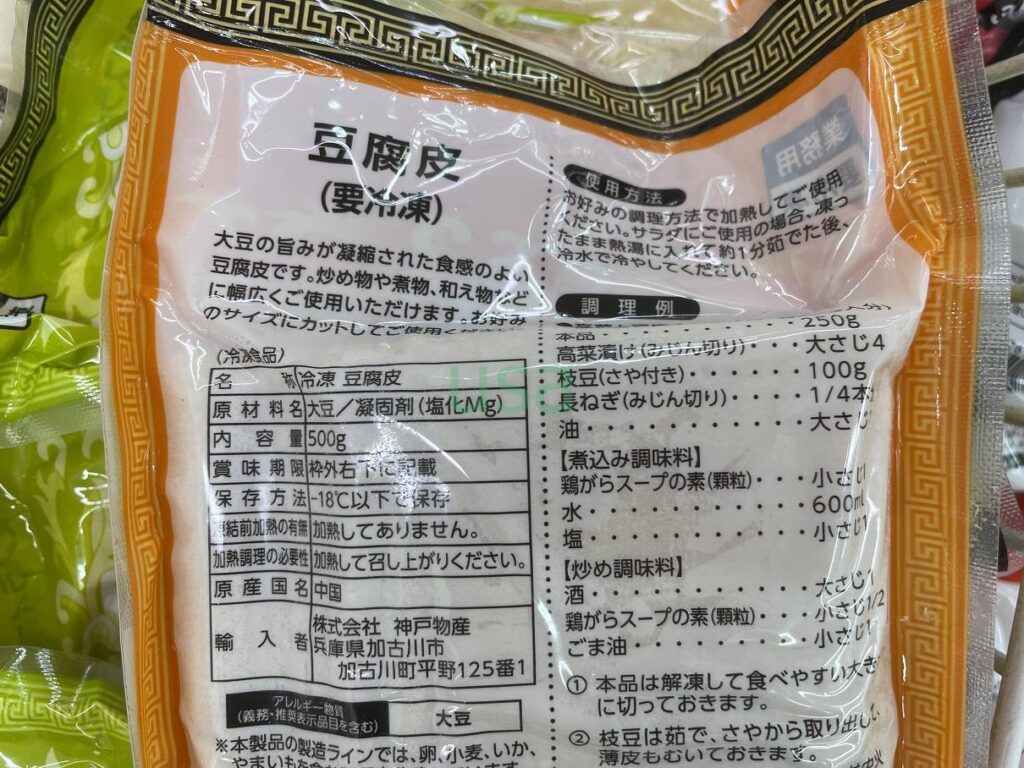 業務用
豆腐皮
(要冷凍)
大豆の旨みが凝縮された食感のよい
豆腐皮です。炒め物や煮物、和え物など
に幅広くご使用いただけます。お好み
のサイズにカットしてご使用
(冷凍食品)
名称 冷凍 豆腐皮
原材料名 大豆／凝固剤(塩化Mg)
内容量 500g
賞味期限 枠外右下に記載
保存方法 -18℃以下で保存
凍結前加熱の有無 加熱してありません。
加熱調理の必要性 加熱して召し上がりください。
原産国名 中国
輸入者 株式会社 神戸物産
兵庫県加古川市
加古川町平野125番1
アレルギー物質
(義務・推奨表示品目を含む)
大豆
※本製品の製造ラインでは、卵、小麦、いか、
使用方法
お好みの調理方法で加熱してご使用
ください。サラダにご使用の場合、凍っ
たまま熱湯に入れて約1分茹でた後、
冷水で冷やしてください。
調理例
本品・・・・・・・・・・250g
高菜漬け(みじん切り)・・・大さじ4
枝豆(さや付き)・・・・・・100g
長ねぎ(みじん切り)・・・・1/4本
油・・・・・・・・・・・大さじ
【煮込み調味料】
鶏がらスープの素(顆粒)・・・小さじ1
水・・・・・・・・・・・600mL
塩・・・・・・・・・・・小さじ1
【炒め調味料】
酒・・・・・・・・・・・大さじ1
鶏がらスープの素(顆粒)・・・小さじ1/2
ごま油・・・・・・・・・小さじ1
① 本品は解凍して食べやすい大き
に切っておきます。
② 枝豆は茹で、さやから取り出し、
薄皮もむいておきます。
usa